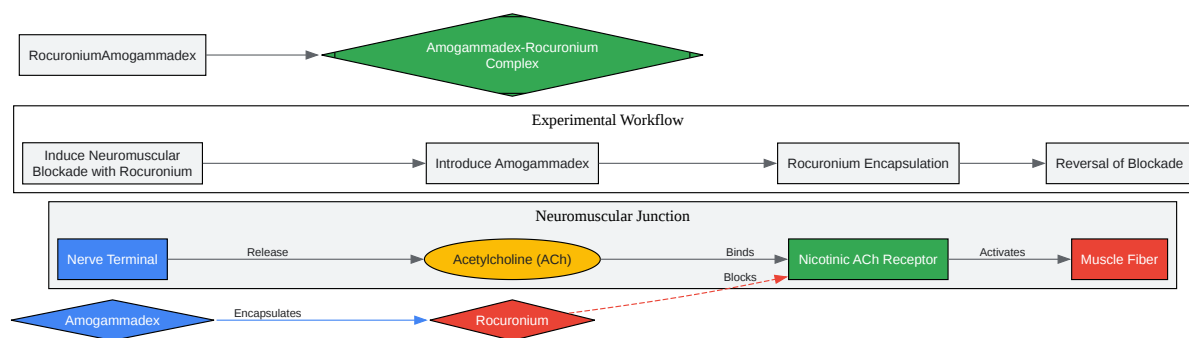 RocuroniumAmogammadex
Amogammadex-Rocuronium
Complex
Experimental Workflow
Induce Neuromuscular
Blockade with Rocuronium
Introduce Amogammadex
Rocuronium Encapsulation
Reversal of Blockade
Neuromuscular Junction
Nerve Terminal
Release
Acetylcholine (ACh)
Binds
Blocks
Nicotinic ACh Receptor
Activates
Muscle Fiber
Amogammadex
Encapsulates
Rocuronium